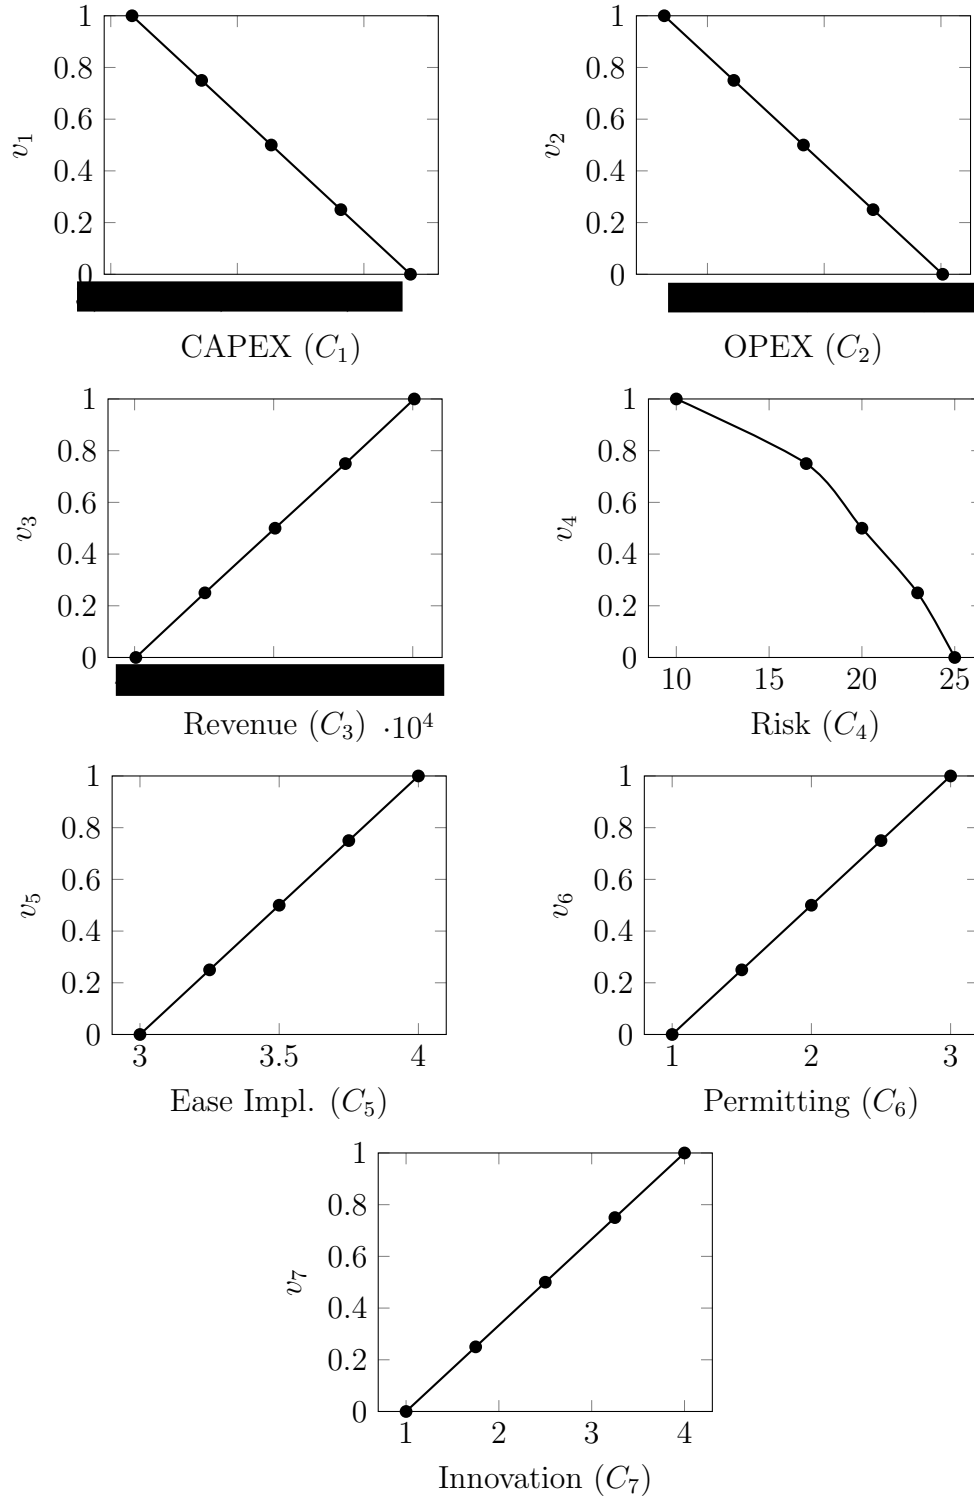 1
0.8
0.6
0.4
0.2
0
v1
CAPEX (C1)
1
0.8
0.6
0.4
0.2
0
v2
OPEX (C2)
1
0.8
0.6
0.4
0.2
0
v3
Revenue (C3) ·10^4
1
0.8
0.6
0.4
0.2
0
v4
10 15 20 25
Risk (C4)
1
0.8
0.6
0.4
0.2
0
v5
3 3.5 4
Ease Impl. (C5)
1
0.8
0.6
0.4
0.2
0
v6
1 2 3
Permitting (C6)
1
0.8
0.6
0.4
0.2
0
v7
1 2 3 4
Innovation (C7)